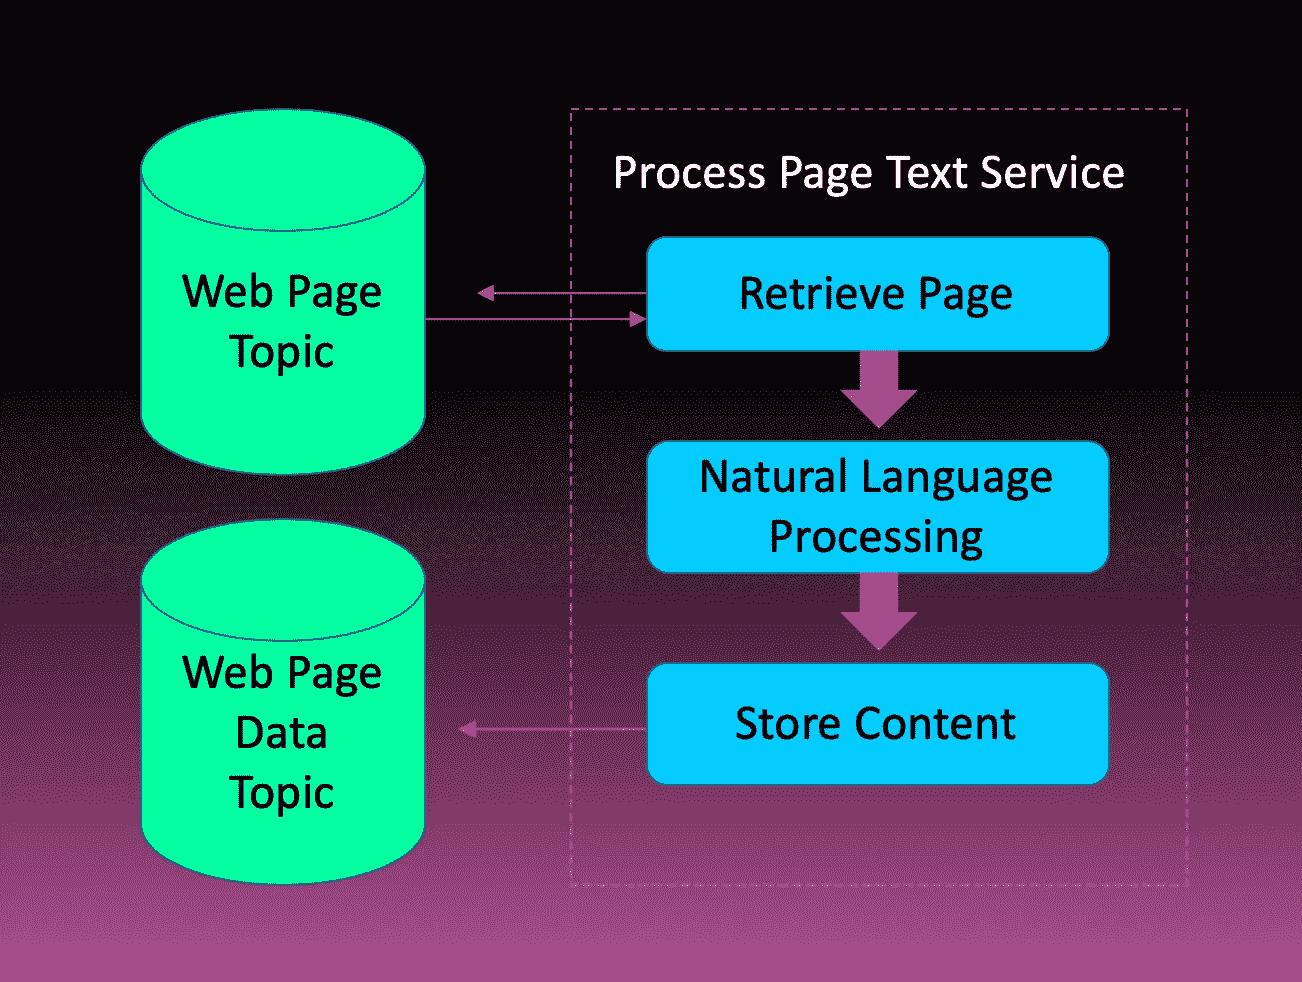 Process Page Text Service
Web Page
Topic
Retrieve Page
Natural Language
Processing
Web Page
Data
Topic
Store Content